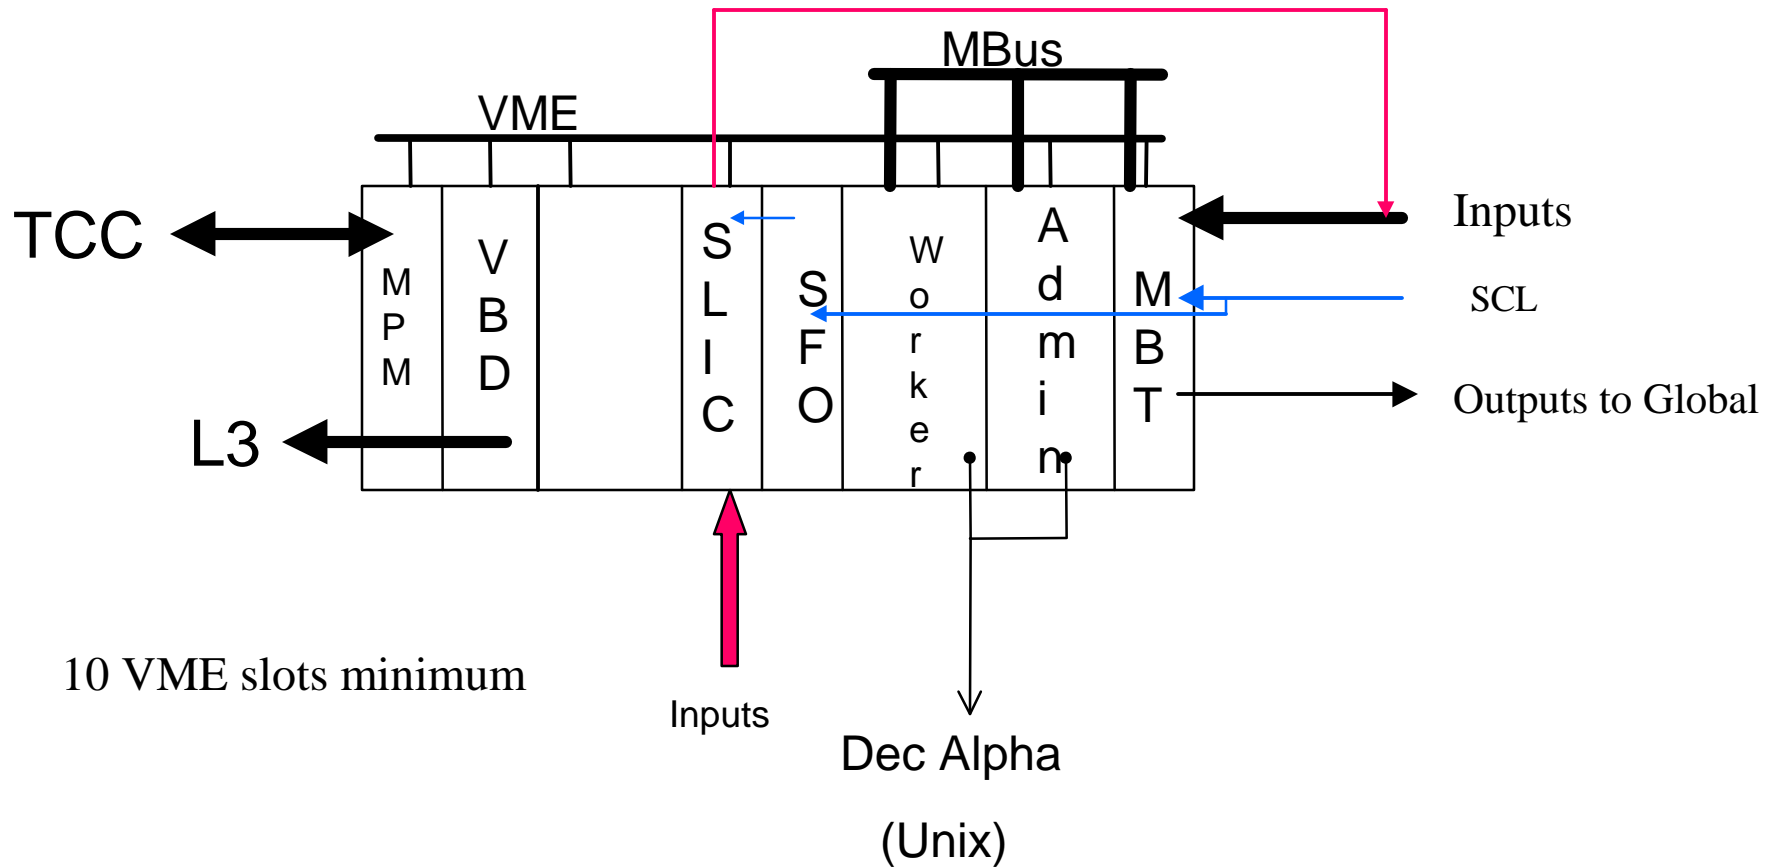 MBus
VME
TCC
MPM
VBD
SLIC
SFO
Worker
Admin
MBT
Inputs
SCL
Outputs to Global
L3
10 VME slots minimum
Inputs
Dec Alpha
(Unix)